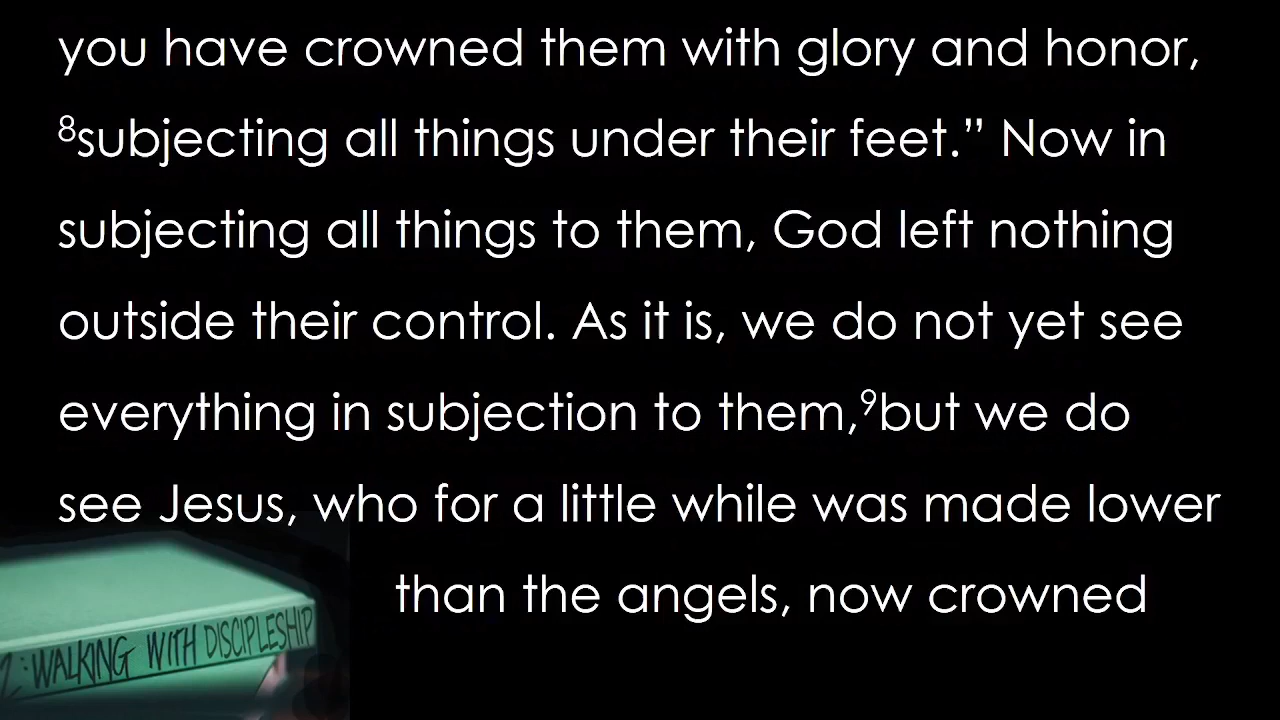 you have crowned them with glory and honor,
⁸subjecting all things under their feet.” Now in
subjecting all things to them, God left nothing
outside their control. As it is, we do not yet see
everything in subjection to them,⁹but we do
see Jesus, who for a little while was made lower
than the angels, now crowned
2: WALKING WITH DISCIPLESHIP